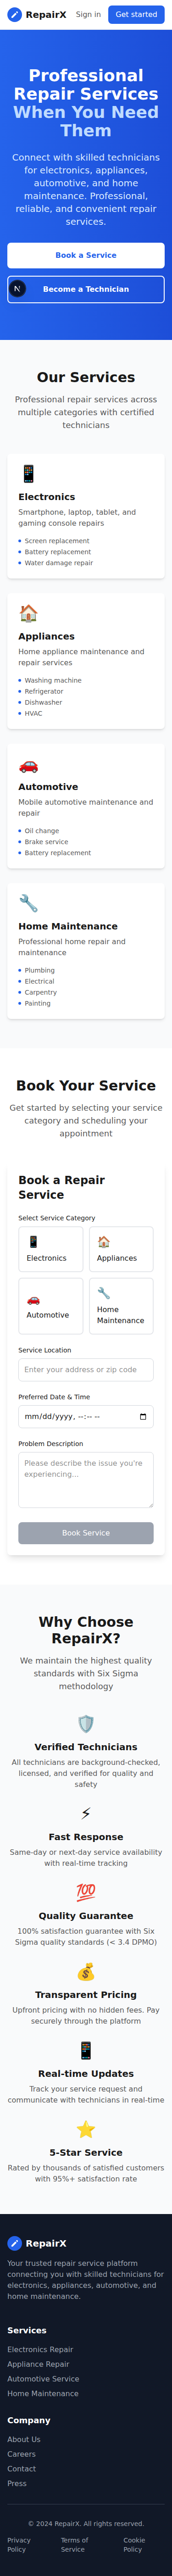 RepairX
Sign in
Get started
Professional
Repair Services
When You Need
Them
Connect with skilled technicians
for electronics, appliances,
automotive, and home
maintenance. Professional,
reliable, and convenient repair
services.
Book a Service
N
Become a Technician
Our Services
Professional repair services across
multiple categories with certified
technicians
Electronics
Smartphone, laptop, tablet, and
gaming console repairs
Screen replacement
Battery replacement
Water damage repair
Appliances
Home appliance maintenance and
repair services
Washing machine
Refrigerator
Dishwasher
HVAC
Automotive
Mobile automotive maintenance and
repair
Oil change
Brake service
Battery replacement
Home Maintenance
Professional home repair and
maintenance
Plumbing
Electrical
Carpentry
Painting
Book Your Service
Get started by selecting your service
category and scheduling your
appointment
Book a Repair
Service
Select Service Category
Electronics
Appliances
Automotive
Home
Maintenance
Service Location
Enter your address or zip code
Preferred Date & Time
mm/dd/yyyy, --:-- --
Problem Description
Please describe the issue you're
experiencing...
Book Service
Why Choose
RepairX?
We maintain the highest quality
standards with Six Sigma
methodology
Verified Technicians
All technicians are background-checked,
licensed, and verified for quality and
safety
Fast Response
Same-day or next-day service availability
with real-time tracking
100
Quality Guarantee
100% satisfaction guarantee with Six
Sigma quality standards (< 3.4 DPMO)
Transparent Pricing
Upfront pricing with no hidden fees. Pay
securely through the platform
Real-time Updates
Track your service request and
communicate with technicians in real-time
5-Star Service
Rated by thousands of satisfied customers
with 95%+ satisfaction rate
RepairX
Your trusted repair service platform
connecting you with skilled technicians for
electronics, appliances, automotive, and
home maintenance.
Services
Electronics Repair
Appliance Repair
Automotive Service
Home Maintenance
Company
About Us
Careers
Contact
Press
© 2024 RepairX. All rights reserved.
Privacy
Policy
Terms of
Service
Cookie
Policy